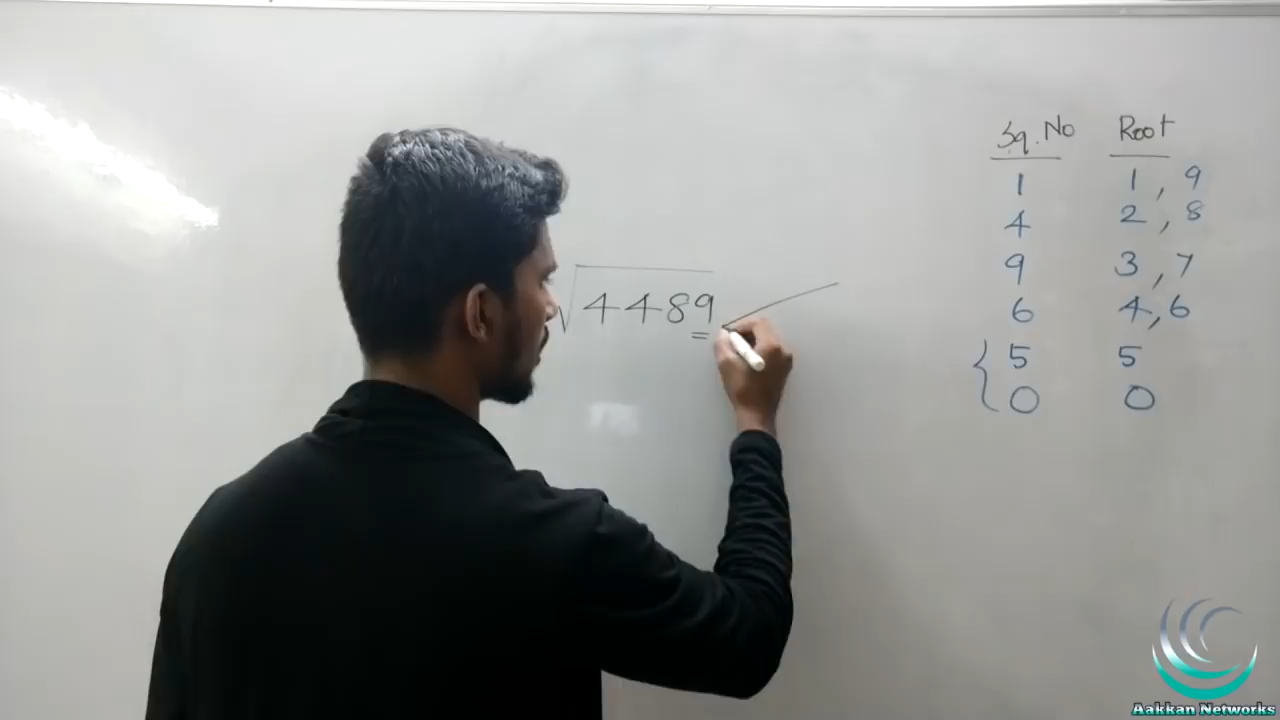 Sq. No Root
1 1, 9
4 2, 8
9 3, 7
6 4, 6
5 5
0 0
√4489
Aakkan Networks